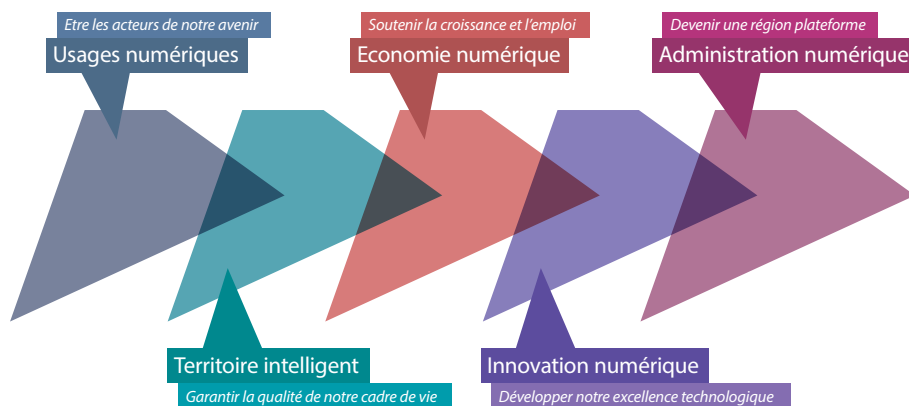 Etre les acteurs de notre avenir
Usages numériques
Soutenir la croissance et l'emploi
Economie numérique
Devenir une région plateforme
Administration numérique
Territoire intelligent
Garantir la qualité de notre cadre de vie
Innovation numérique
Développer notre excellence technologique